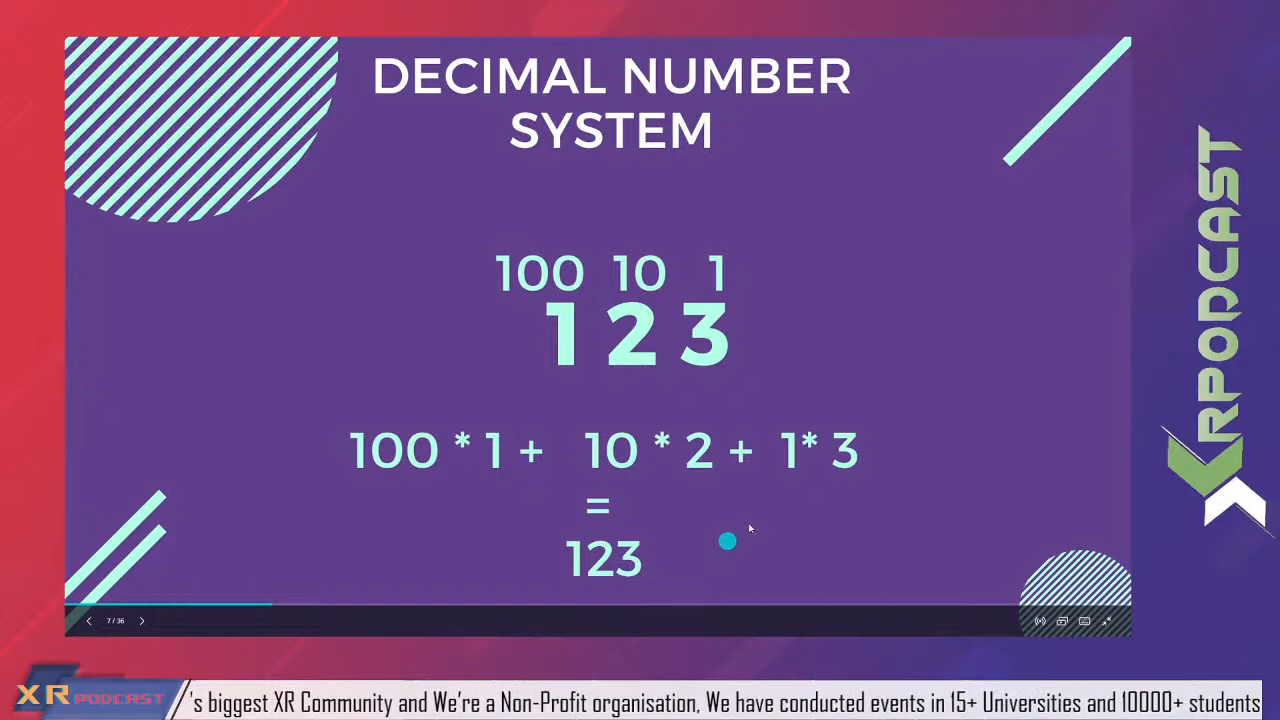 DECIMAL NUMBER
SYSTEM
100 10 1
1 2 3
100 * 1 + 10 * 2 + 1* 3
=
123
7 / 36
XRPODCAST
XR PODCAST
's biggest XR Community and We're a Non-Profit organisation, We have conducted events in 15+ Universities and 10000+ students